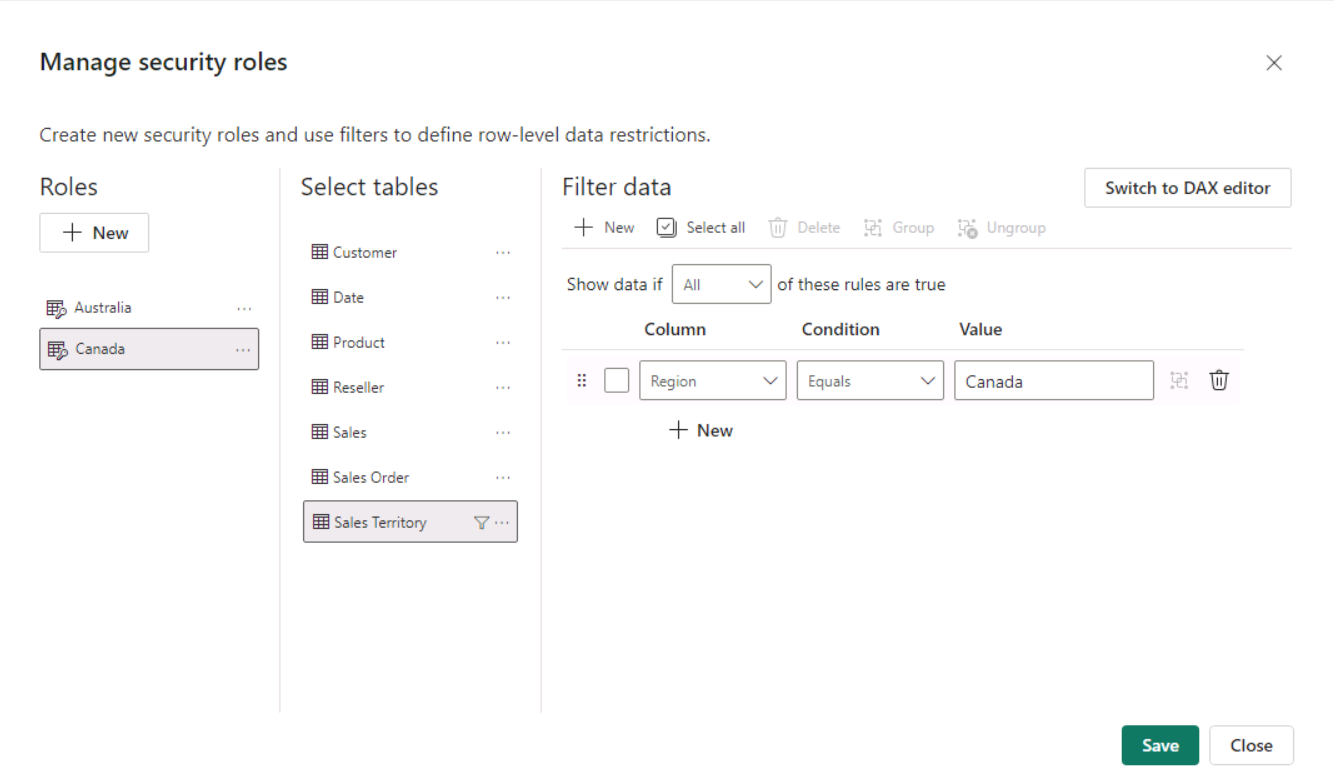 Manage security roles
Create new security roles and use filters to define row-level data restrictions.
Roles
New
Australia
Canada
Select tables
Customer
Date
Product
Reseller
Sales
Sales Order
Sales Territory
Filter data
Switch to DAX editor
New Select all Delete Group Ungroup
Show data if All of these rules are true
Column Condition Value
Region Equals Canada
New
Save Close